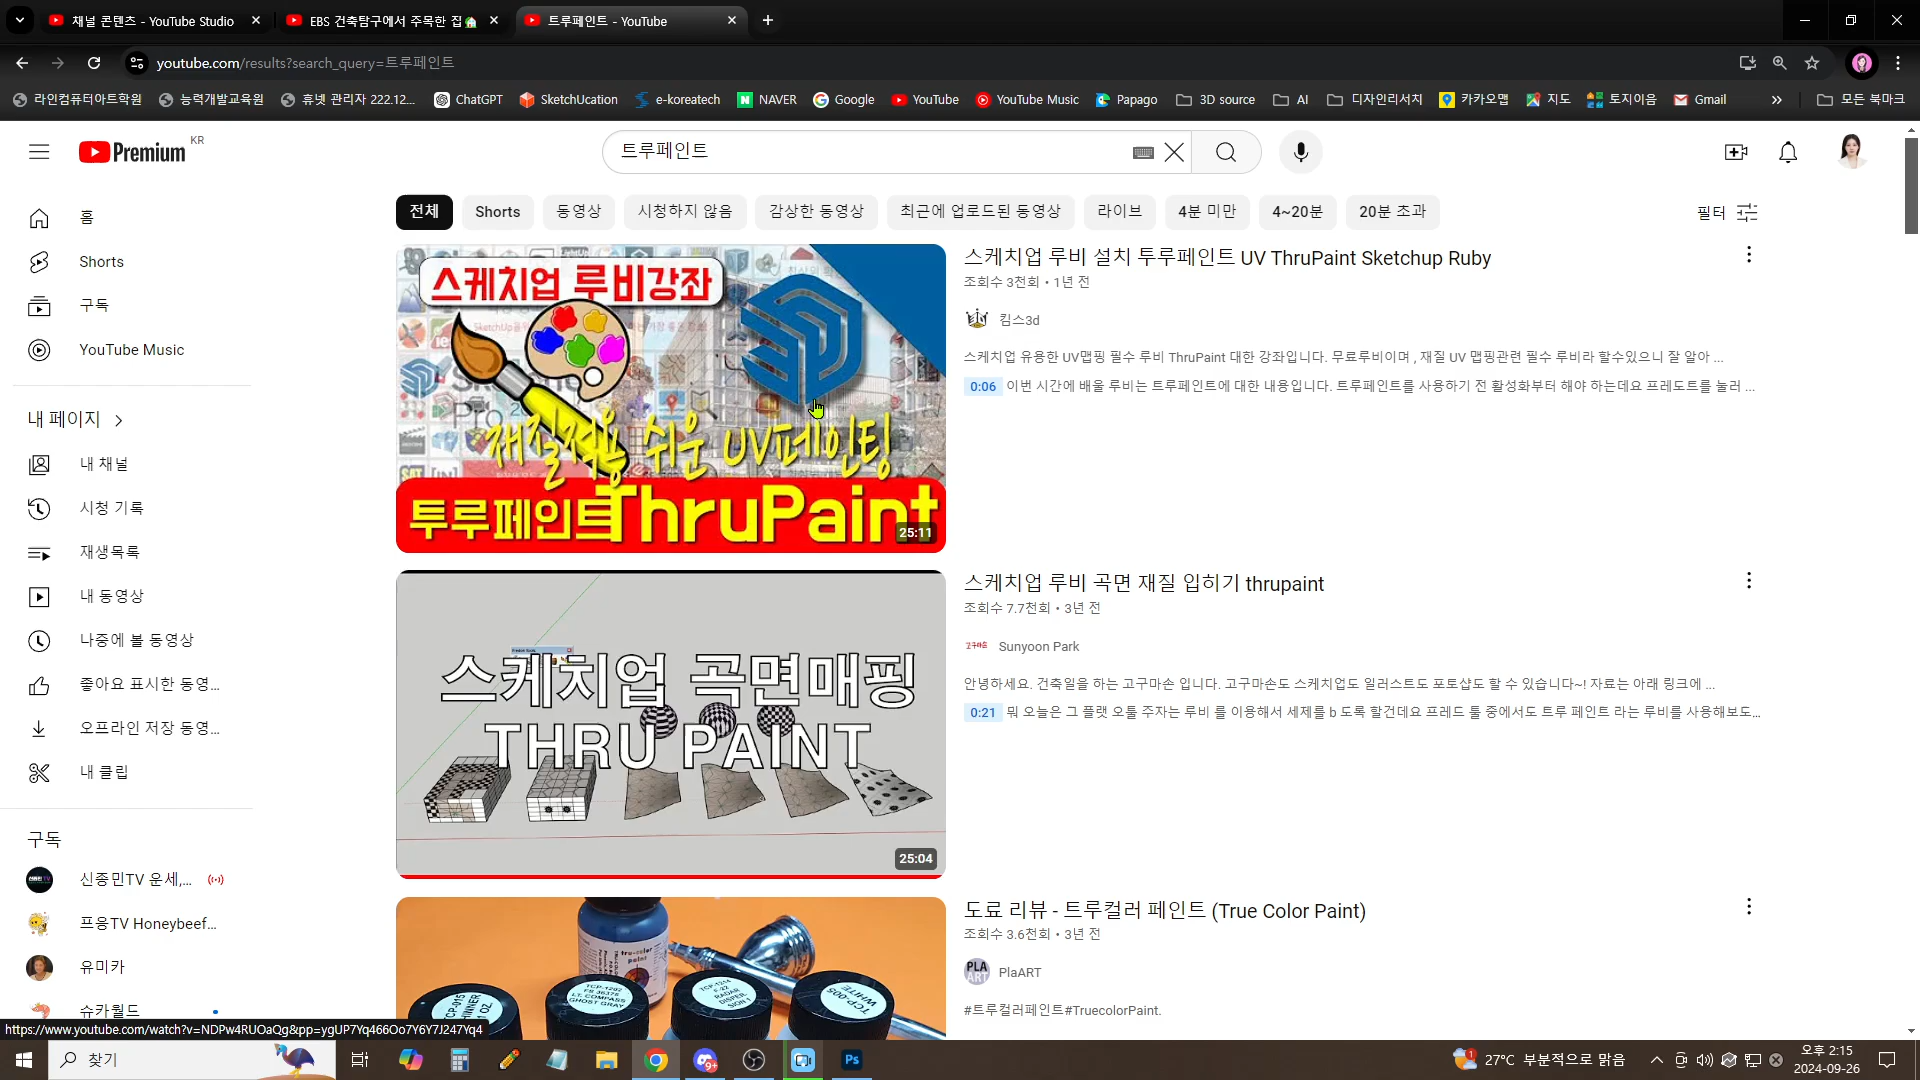 채널 콘텐츠 - YouTube Studio
EBS 건축탐구에서 주목한 집
트루페인트 - YouTube
youtube.com/results?search_query=트루페인트
라인컴퓨터아트학원
능력개발교육원
휴넷 관리자 222.12...
ChatGPT
SketchUcation
e-koreatech
NAVER
Google
YouTube
YouTube Music
Papago
3D source
AI
디자인리서치
카카오맵
지도
토지이음
Gmail
모든 북마크
Premium KR
트루페인트
전체
Shorts
동영상
시청하지 않음
감상한 동영상
최근에 업로드된 동영상
라이브
4분 미만
4~20분
20분 초과
필터
홈
Shorts
구독
YouTube Music
내 페이지
내 채널
시청 기록
재생목록
내 동영상
나중에 볼 동영상
좋아요 표시한 동영...
오프라인 저장 동영...
내 클립
구독
신종민TV 운세,...
프응TV Honeybeef...
유미카
슈카월드
스케치업 루비강좌
재질적용 쉬운 UV페인팅
투루페인트ThruPaint
25:11
스케치업 루비 설치 투루페인트 UV ThruPaint Sketchup Ruby
조회수 3천회 • 1년 전
킴스3d
스케치업 유용한 UV맵핑 필수 루비 ThruPaint 대한 강좌입니다. 무료루비이며 , 재질 UV 맵핑관련 필수 루비라 할수있으니 잘 알아 ...
0:06 이번 시간에 배울 루비는 트루페인트에 대한 내용입니다. 트루페인트를 사용하기 전 활성화부터 해야 하는데요 프레도트를 눌러 ...
스케치업 곡면매핑
THRU PAINT
25:04
스케치업 루비 곡면 재질 입히기 thrupaint
조회수 7.7천회 • 3년 전
Sunyoon Park
안녕하세요. 건축일을 하는 고구마손 입니다. 고구마손도 스케치업도 일러스트도 포토샵도 할 수 있습니다~! 자료는 아래 링크에 ...
0:21 뭐 오늘은 그 플랫 오툴 주자는 루비 를 이용해서 세제를 b 도록 할건데요 프레드 툴 중에서도 트루 페인트 라는 루비를 사용해보도...
도료 리뷰 - 트루컬러 페인트 (True Color Paint)
조회수 3.6천회 • 3년 전
PLA ART
PlaART
#트루컬러페인트#TruecolorPaint.
https://www.youtube.com/watch?v=NDPw4RUOaQg&pp=ygUP7Yq466Oo7Y6Y7J247Yq4
찾기
27°C 부분적으로 맑음
오후 2:15
2024-09-26